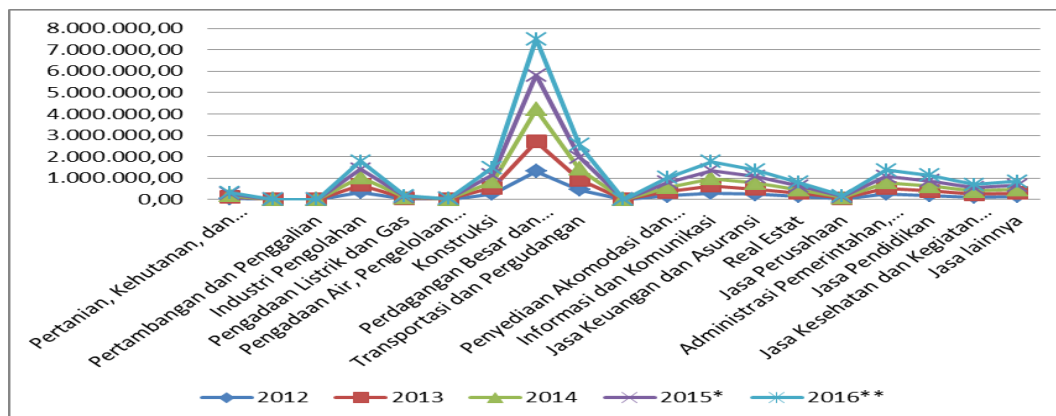 8.000.000,00
7.000.000,00
6.000.000,00
5.000.000,00
4.000.000,00
3.000.000,00
2.000.000,00
1.000.000,00
0,00
Pertanian, Kehutanan, dan...
Pertambangan dan Penggalian
Industri Pengolahan
Pengadaan Listrik dan Gas
Pengadaan Air, Pengelolaan...
Konstruksi
Perdagangan Besar dan...
Transportasi dan Pergudangan
Penyediaan Akomodasi dan...
Informasi dan Komunikasi
Jasa Keuangan dan Asuransi
Real Estat
Jasa Perusahaan
Administrasi Pemerintahan,...
Jasa Pendidikan
Jasa Kesehatan dan Kegiatan...
Jasa lainnya
2012 2013 2014 2015* 2016**